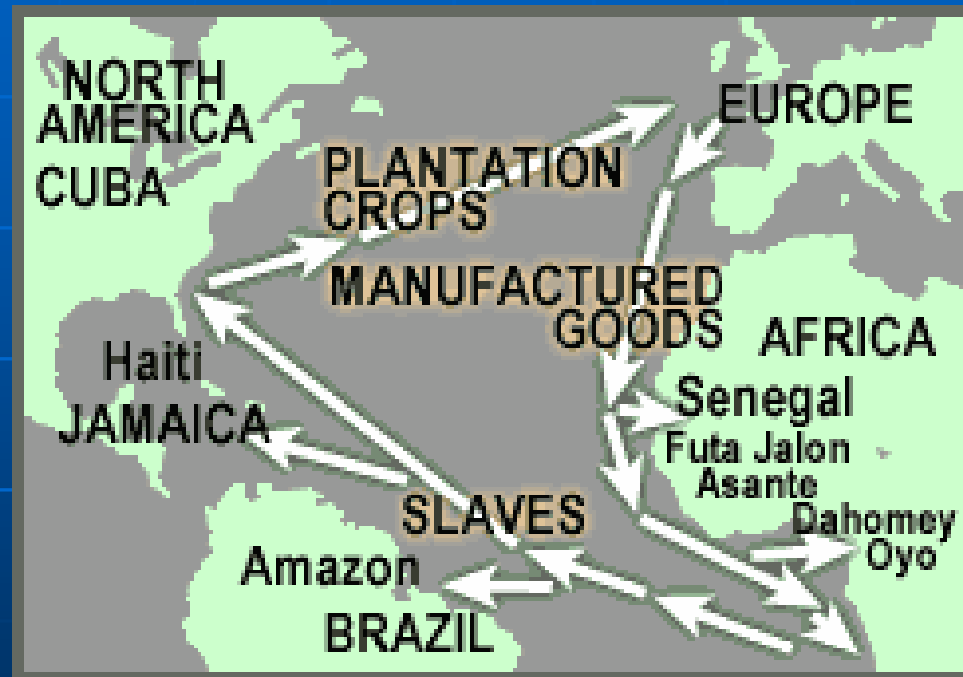 NORTH
AMERICA
CUBA
EUROPE
PLANTATION
CROPS
MANUFACTURED
GOODS
AFRICA
Haiti
JAMAICA
Senegal
Futa Jalon
Asante
Dahomey
Oyo
SLAVES
Amazon
BRAZIL